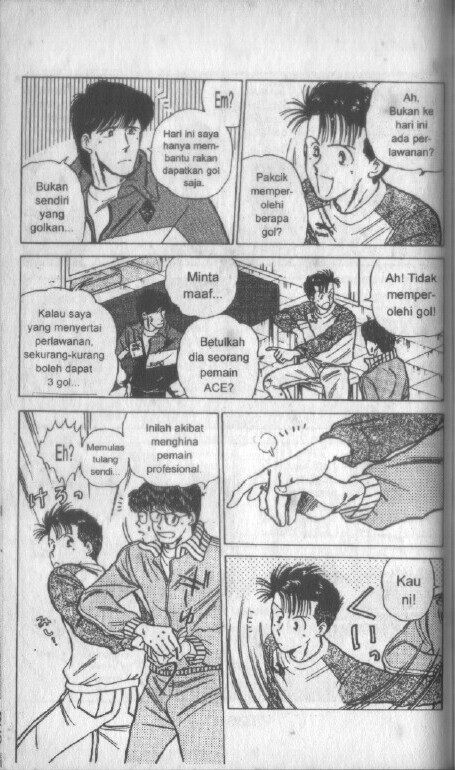 Ah,
Bukan ke
hari ini
ada per-
lawanan?
Pakcik
memper-
olehi
berapa
gol?
Em?
Hari ini saya
hanya mem-
bantu rakan
dapatkan gol
saja.
Bukan
sendiri
yang
golkan...
Ah! Tidak
memper-
olehi gol!
Minta
maaf...
Betulkah
dia seorang
pemain
ACE?
Kalau saya
yang menyertai
perlawanan,
sekurang-kurang
boleh dapat
3 gol...
Kau
ni!
ぐいっ
Inilah akibat
menghina
pemain
profesional.
Memulas
tulang
sendi...
Eh?